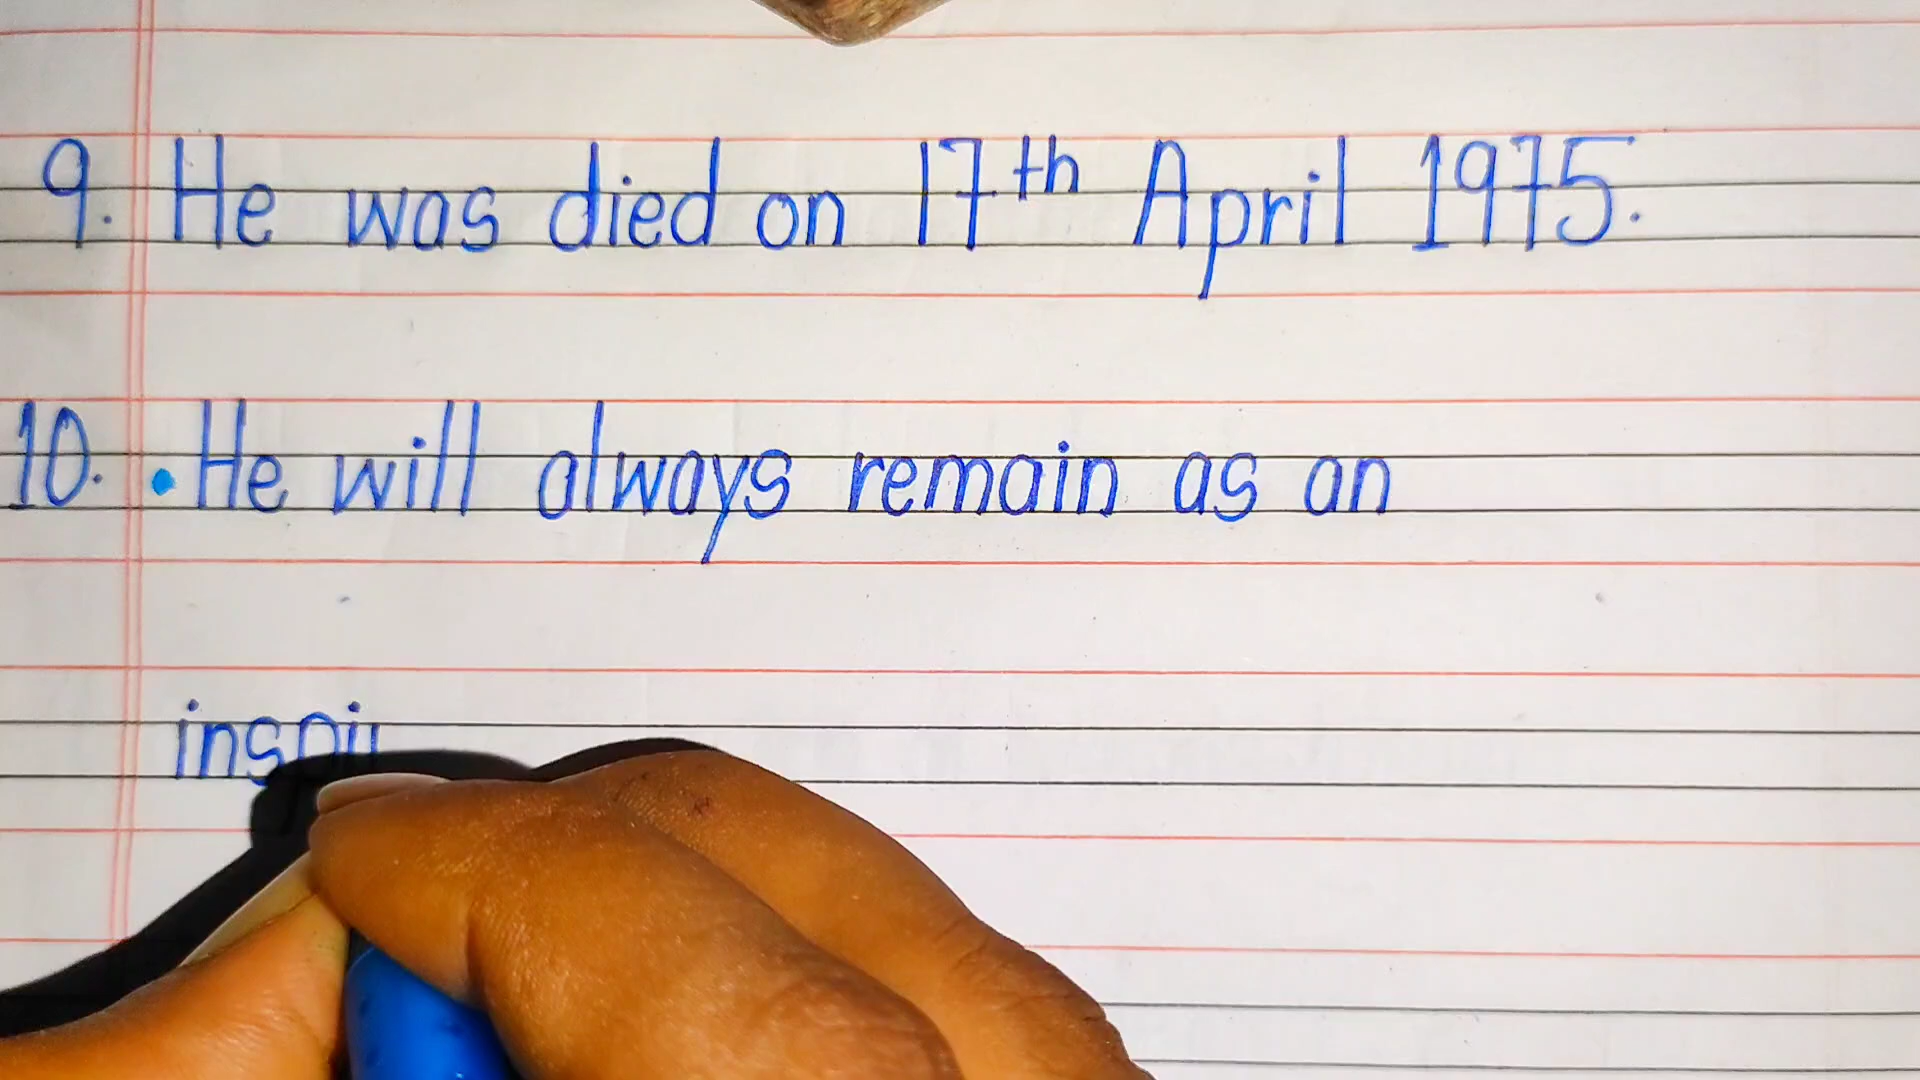 9. He was died on 17th April 1975.
10. He will always remain as an